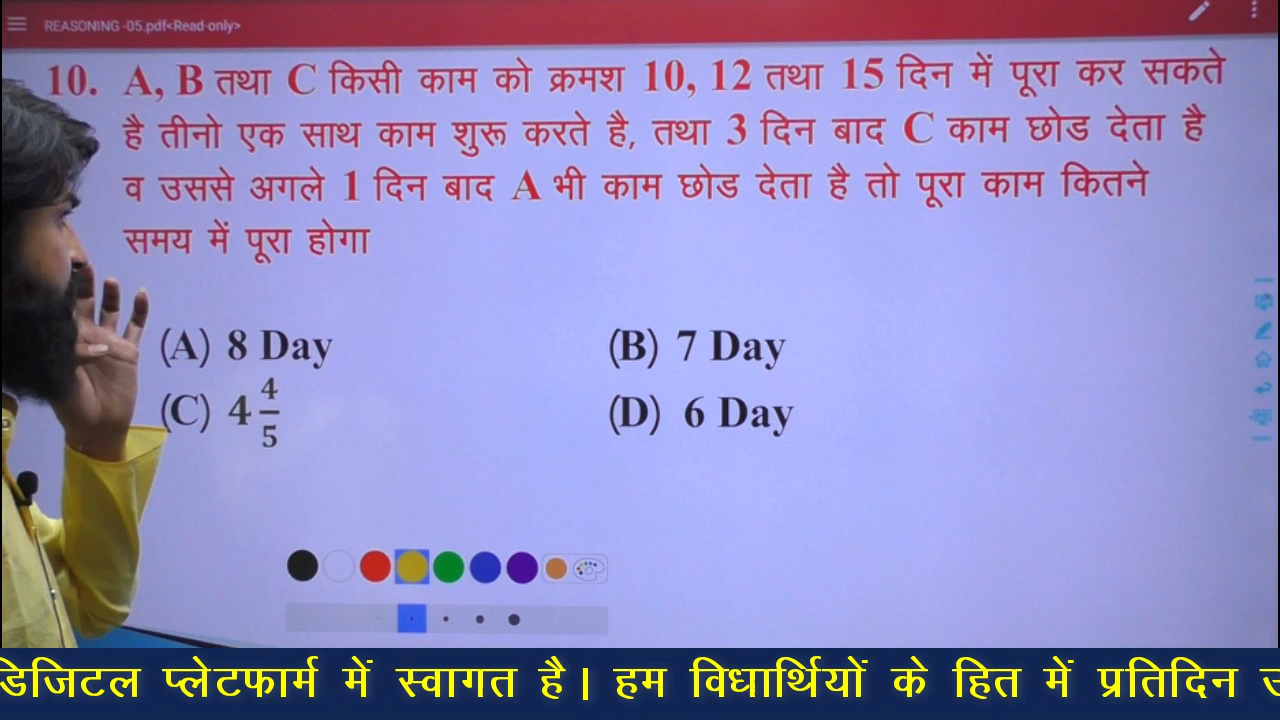 REASONING -05.pdf<Read-only>
10. A, B तथा C किसी काम को क्रमश 10, 12 तथा 15 दिन में पूरा कर सकते
है तीनो एक साथ काम शुरू करते है, तथा 3 दिन बाद C काम छोड देता है
व उससे अगले 1 दिन बाद A भी काम छोड देता है तो पूरा काम कितने
समय में पूरा होगा
(A) 8 Day
(B) 7 Day
(C) 4 4/5
(D) 6 Day
डिजिटल प्लेटफार्म में स्वागत है। हम विधार्थियों के हित में प्रतिदिन